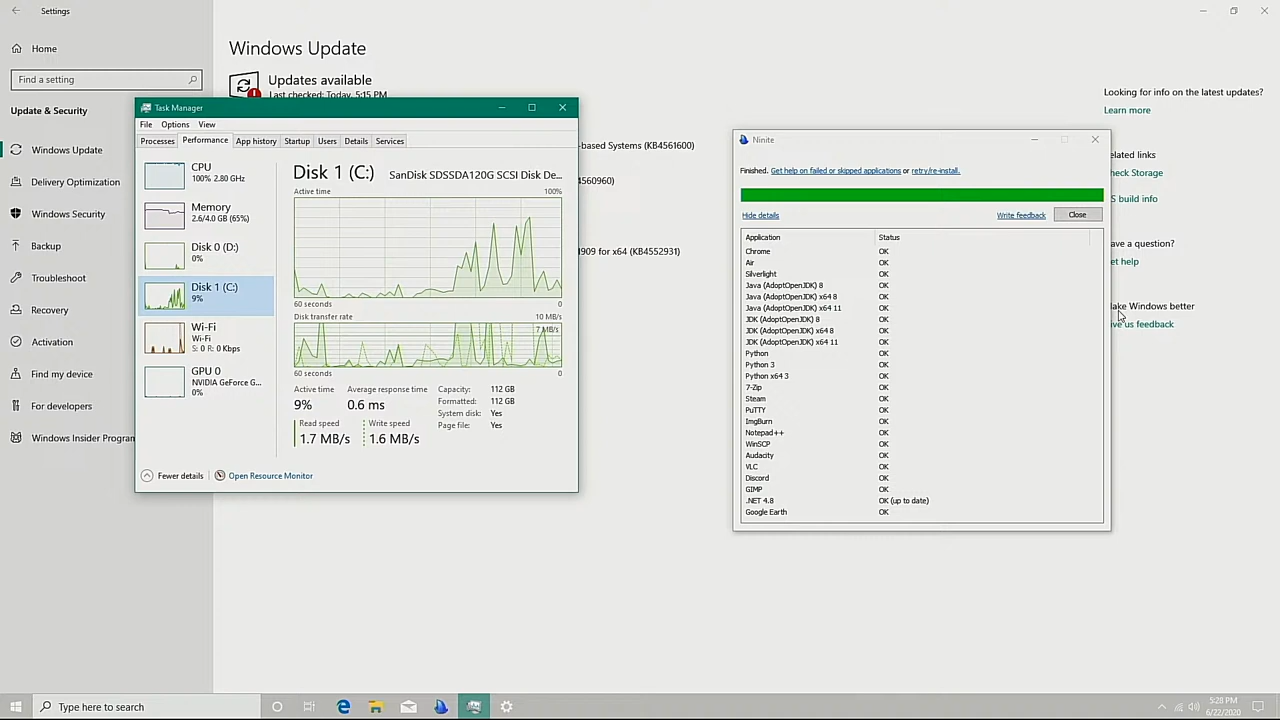 Settings
Home
Find a setting
Update & Security
Windows Update
Delivery Optimization
Windows Security
Backup
Troubleshoot
Recovery
Activation
Find my device
For developers
Windows Insider Program
Windows Update
Updates available
Last checked: Today, 5:15 PM
-based Systems (KB4561600)
4560960)
1909 for x64 (KB4552931)
Looking for info on the latest updates?
Learn more
elated links
heck Storage
S build info
ave a question?
et help
ake Windows better
ive us feedback
Task Manager
File Options View
Processes Performance App history Startup Users Details Services
CPU
100% 2.80 GHz
Memory
2.6/4.0 GB (65%)
Disk 0 (D:)
0%
Disk 1 (C:)
9%
Wi-Fi
Wi-Fi
S: 0 R: 0 Kbps
GPU 0
NVIDIA GeForce G...
0%
Disk 1 (C:) SanDisk SDSSDA120G SCSI Disk De...
Active time 100%
60 seconds 0
Disk transfer rate 10 MB/s
7 MB/s
60 seconds 0
Active time Average response time
9% 0.6 ms
Read speed Write speed
1.7 MB/s 1.6 MB/s
Capacity: 112 GB
Formatted: 112 GB
System disk: Yes
Page file: Yes
Fewer details Open Resource Monitor
Ninite
Finished. Get help on failed or skipped applications or retry/re-install.
Hide details Write feedback Close
Application Status
Chrome OK
Air OK
Silverlight OK
Java (AdoptOpenJDK) 8 OK
Java (AdoptOpenJDK) x64 8 OK
Java (AdoptOpenJDK) x64 11 OK
JDK (AdoptOpenJDK) 8 OK
JDK (AdoptOpenJDK) x64 8 OK
JDK (AdoptOpenJDK) x64 11 OK
Python OK
Python 3 OK
Python x64 3 OK
7-Zip OK
Steam OK
PuTTY OK
ImgBurn OK
Notepad++ OK
WinSCP OK
Audacity OK
VLC OK
Discord OK
GIMP OK
.NET 4.8 OK (up to date)
Google Earth OK
Type here to search
5:28 PM
6/22/2020